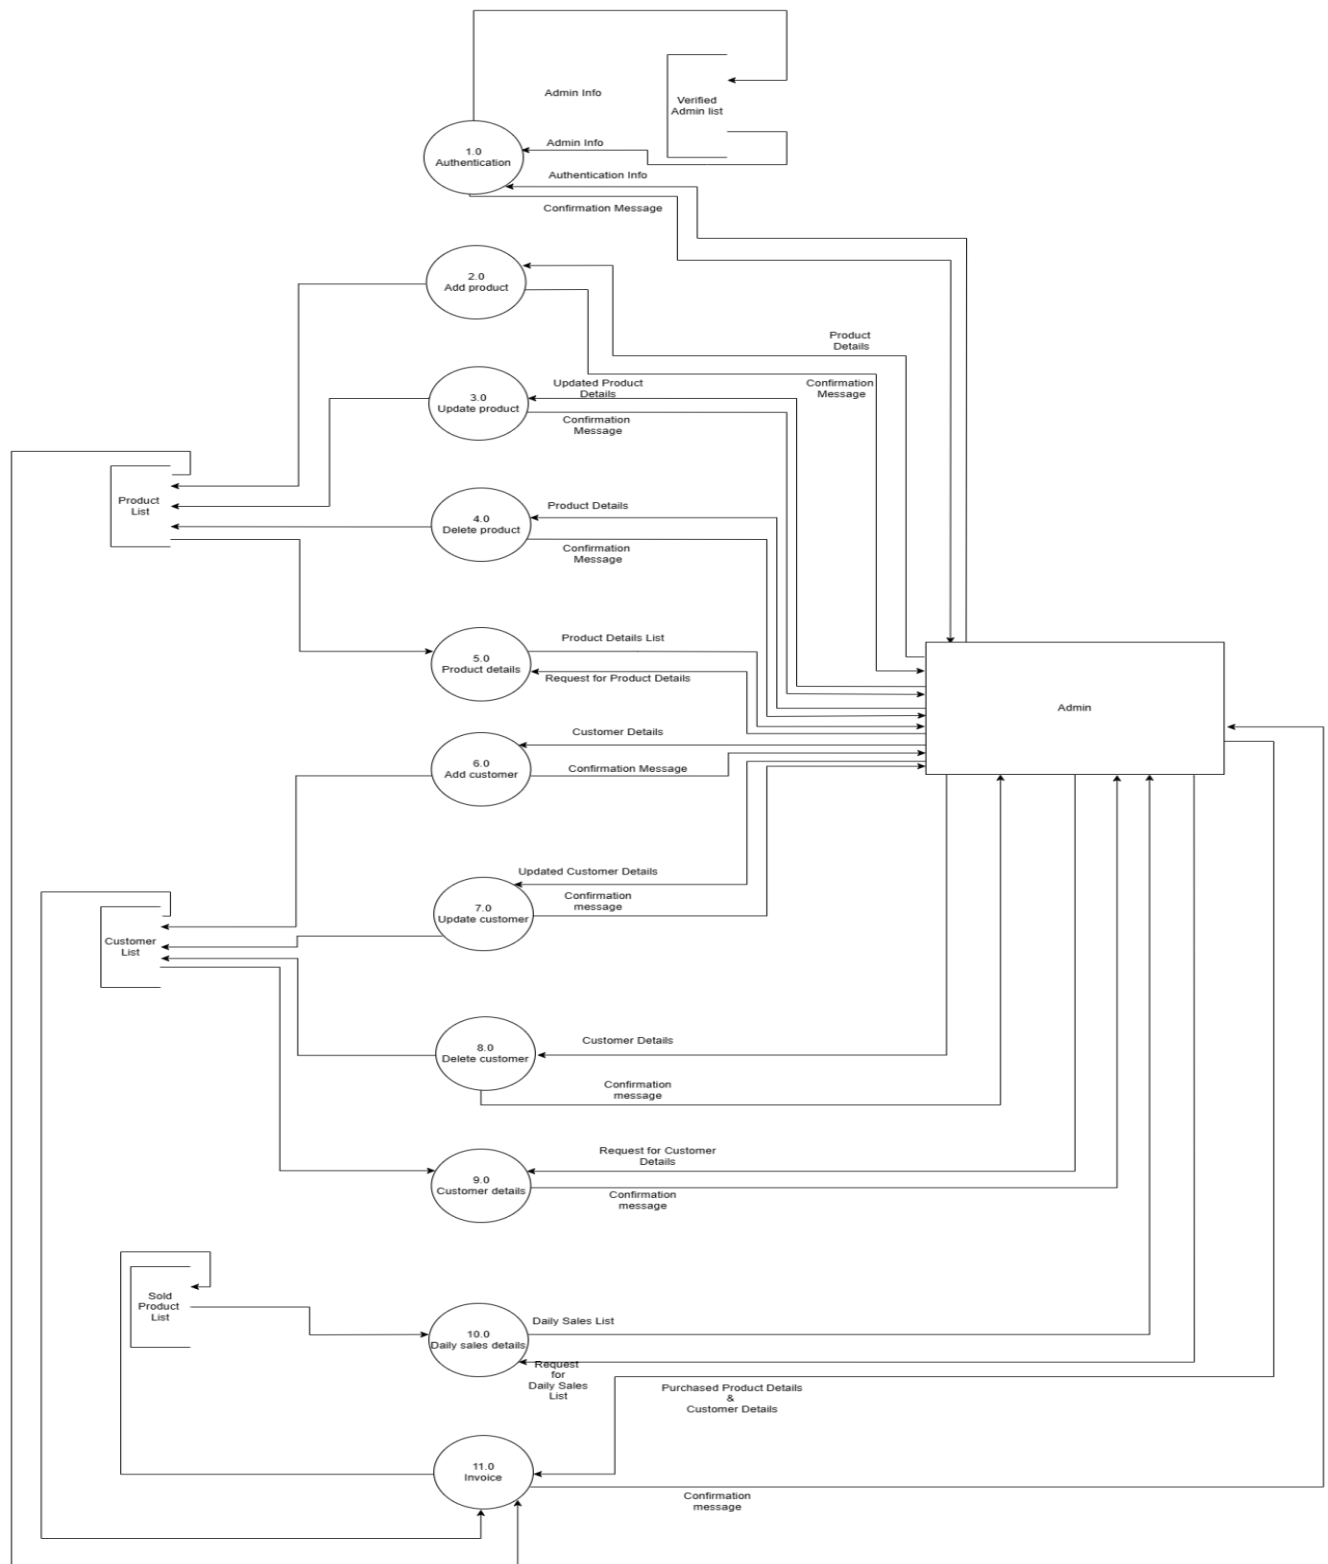 Admin Info
Verified
Admin list
Admin Info
1.0
Authentication
Authentication Info
Confirmation Message
2.0
Add product
Product
Details
Updated Product
Details
Confirmation
Message
3.0
Update product
Confirmation
Message
Product
List
Product Details
4.0
Delete product
Confirmation
Message
Product Details List
5.0
Product details
Request for Product Details
Admin
Customer Details
6.0
Add customer
Confirmation Message
Updated Customer Details
Confirmation
message
7.0
Update customer
Customer
List
Customer Details
8.0
Delete customer
Confirmation
message
Request for Customer
Details
9.0
Customer details
Confirmation
message
Sold
Product
List
Daily Sales List
10.0
Daily sales details
Request
for
Daily Sales
List
Purchased Product Details
&
Customer Details
11.0
Invoice
Confirmation
message